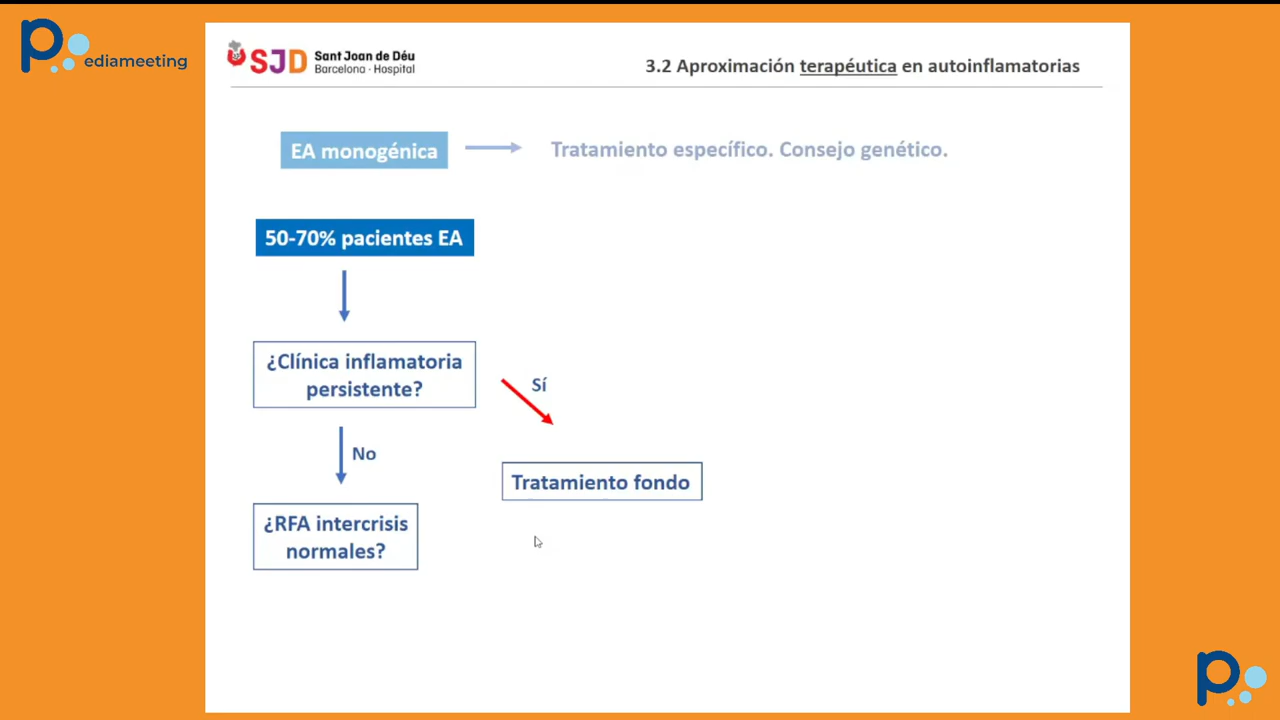 Pediameeting
SJD Sant Joan de Déu
Barcelona · Hospital
3.2 Aproximación terapéutica en autoinflamatorias
EA monogénica
Tratamiento específico. Consejo genético.
50-70% pacientes EA
¿Clínica inflamatoria
persistente?
Sí
No
Tratamiento fondo
¿RFA intercrisis
normales?
P